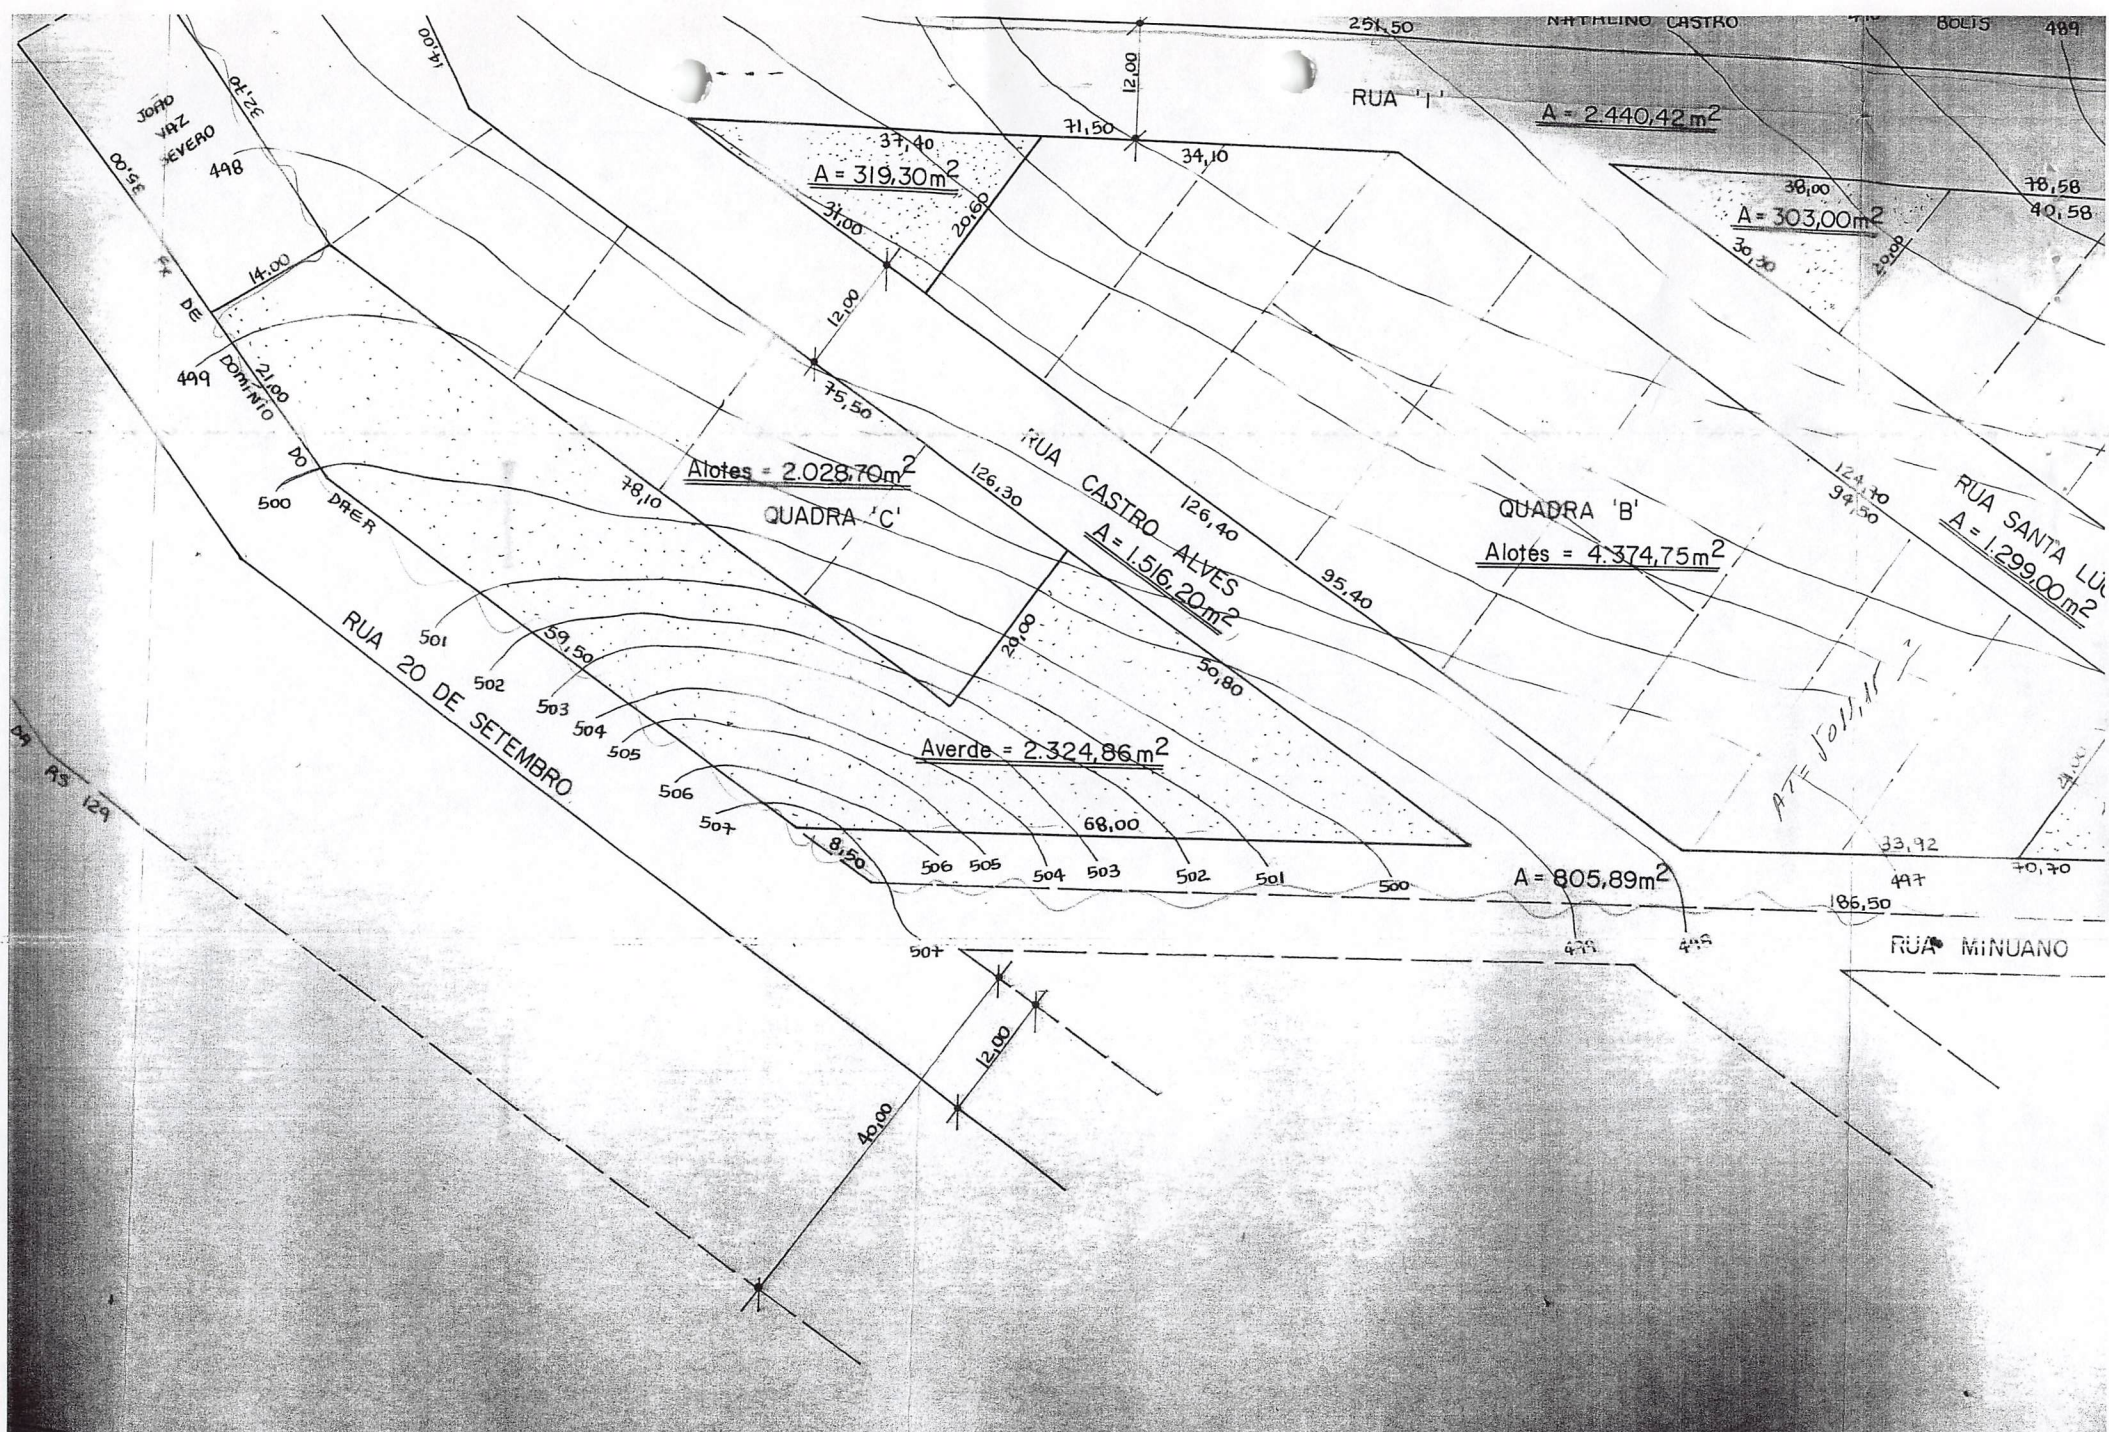 251,50
NATALINO CASTRO
BOLIS
489
14,00
12,00
RUA 'I'
A = 2.440,42m2
32,70
JOÃO
VAZ
SEVERO
498
35,00
37,40
71,50
34,10
A = 319,30m2
31,00
20,60
38,00
78,58
40,58
A = 303,00m2
30,30
20,00
14.00
FX DE DOMÍNIO DO DAER
12,00
499
21,00
75,50
500
78,10
Alotes = 2.028,70m2
QUADRA 'C'
126,30
RUA CASTRO ALVES
A = 1.516,20m2
126,40
95,40
QUADRA 'B'
Alotes = 4.374,75m2
124,70
94,50
RUA SANTA LÚC
A = 1.299,00m2
501
502
503
504
505
506
507
59,50
20,00
50,80
RUA 20 DE SETEMBRO
Averde = 2.324,86m2
DA RS 129
68,00
8,50
506
505
504
503
502
501
500
A = 805,89m2
33,92
497
70,70
186,50
507
499
498
RUA MINUANO
12,00
40,00